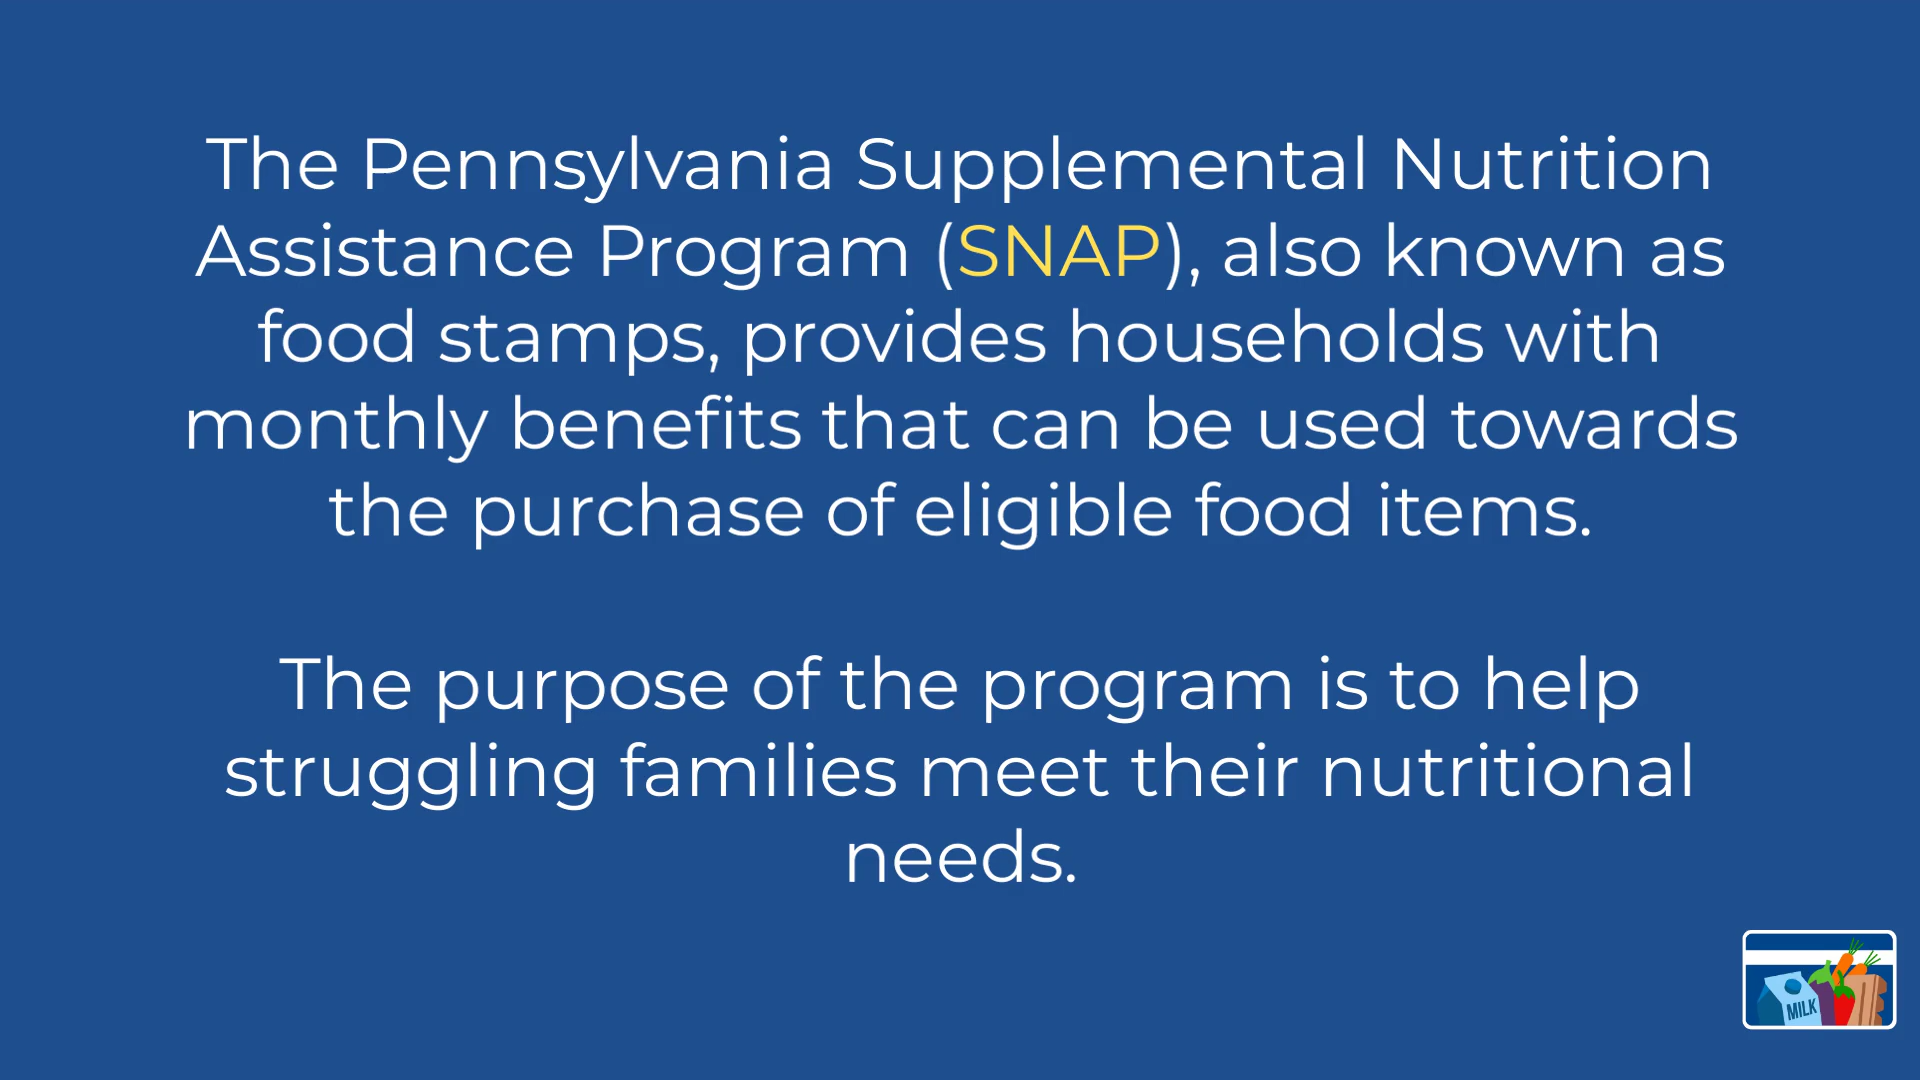 The Pennsylvania Supplemental Nutrition
Assistance Program (SNAP), also known as
food stamps, provides households with
monthly benefits that can be used towards
the purchase of eligible food items.
The purpose of the program is to help
struggling families meet their nutritional
needs.
MILK